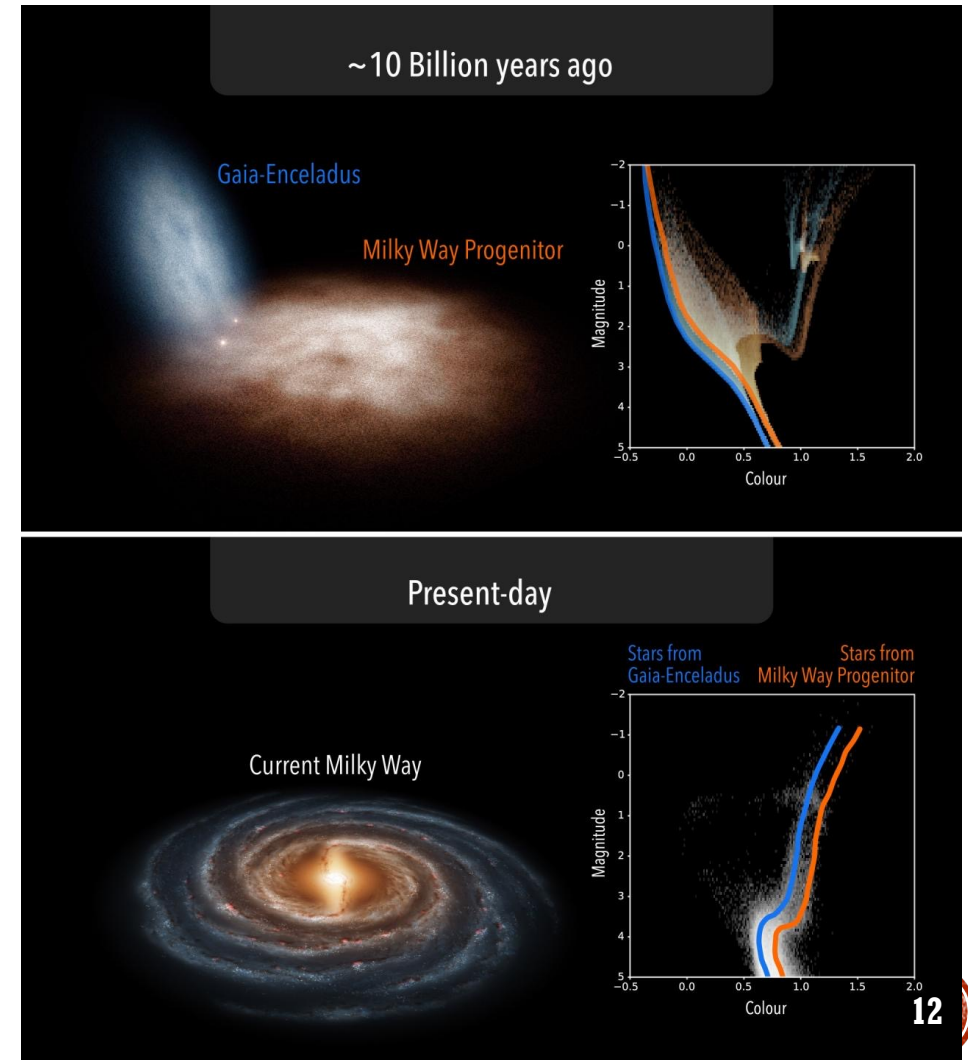 ~10 Billion years ago
Gaia-Enceladus
Milky Way Progenitor
−2
−1
0
1
2
3
4
5
Magnitude
−0.5 0.0 0.5 1.0 1.5 2.0
Colour
Present-day
Current Milky Way
Stars from
Gaia-Enceladus
Stars from
Milky Way Progenitor
−2
−1
0
1
2
3
4
5
Magnitude
−0.5 0.0 0.5 1.0 1.5 2.0
Colour
12